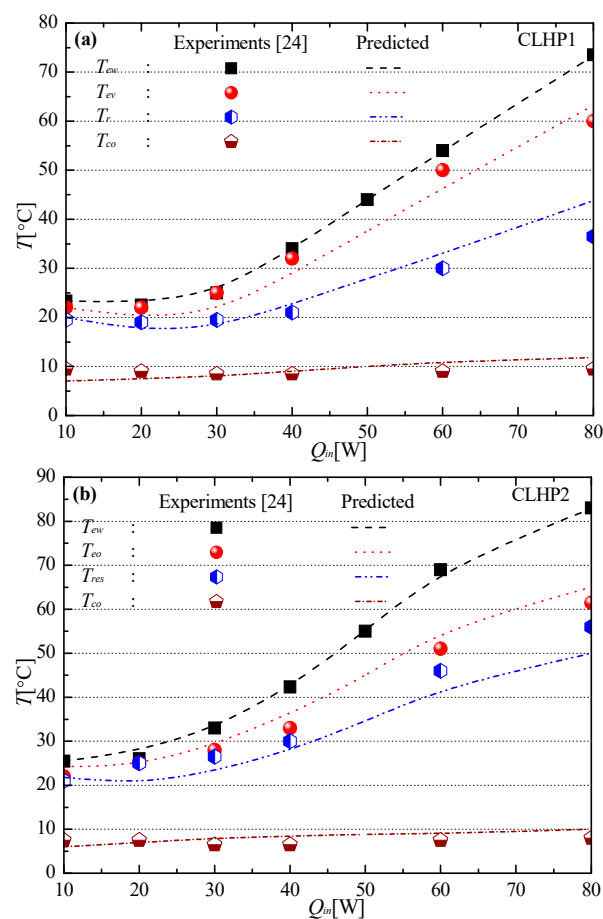 (a) Experiments [24] Predicted CLHP1
T_ew :
T_ev :
T_r :
T_co :
80
70
60
50
40
30
20
10
0
T[°C]
10 20 30 40 50 60 70 80
Q_in[W]
(b) Experiments [24] Predicted CLHP2
T_ew :
T_eo :
T_res :
T_co :
90
80
70
60
50
40
30
20
10
0
T[°C]
10 20 30 40 50 60 70 80
Q_in[W]